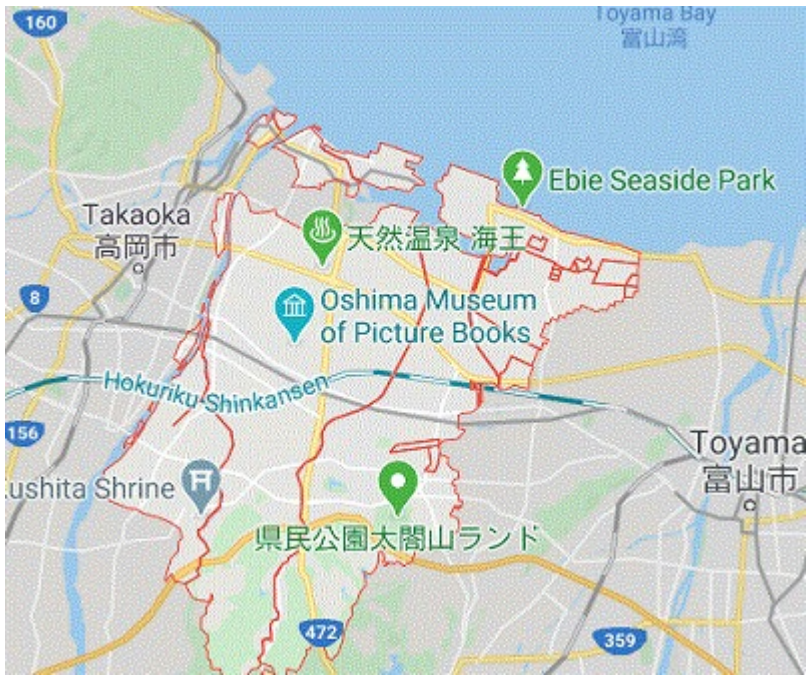 160
Toyama Bay
富山湾
Ebie Seaside Park
Takaoka
高岡市
天然温泉 海王
8
Oshima Museum
of Picture Books
Hokuriku Shinkansen
156
Toyama
富山市
Kushita Shrine
県民公園太閤山ランド
472
359